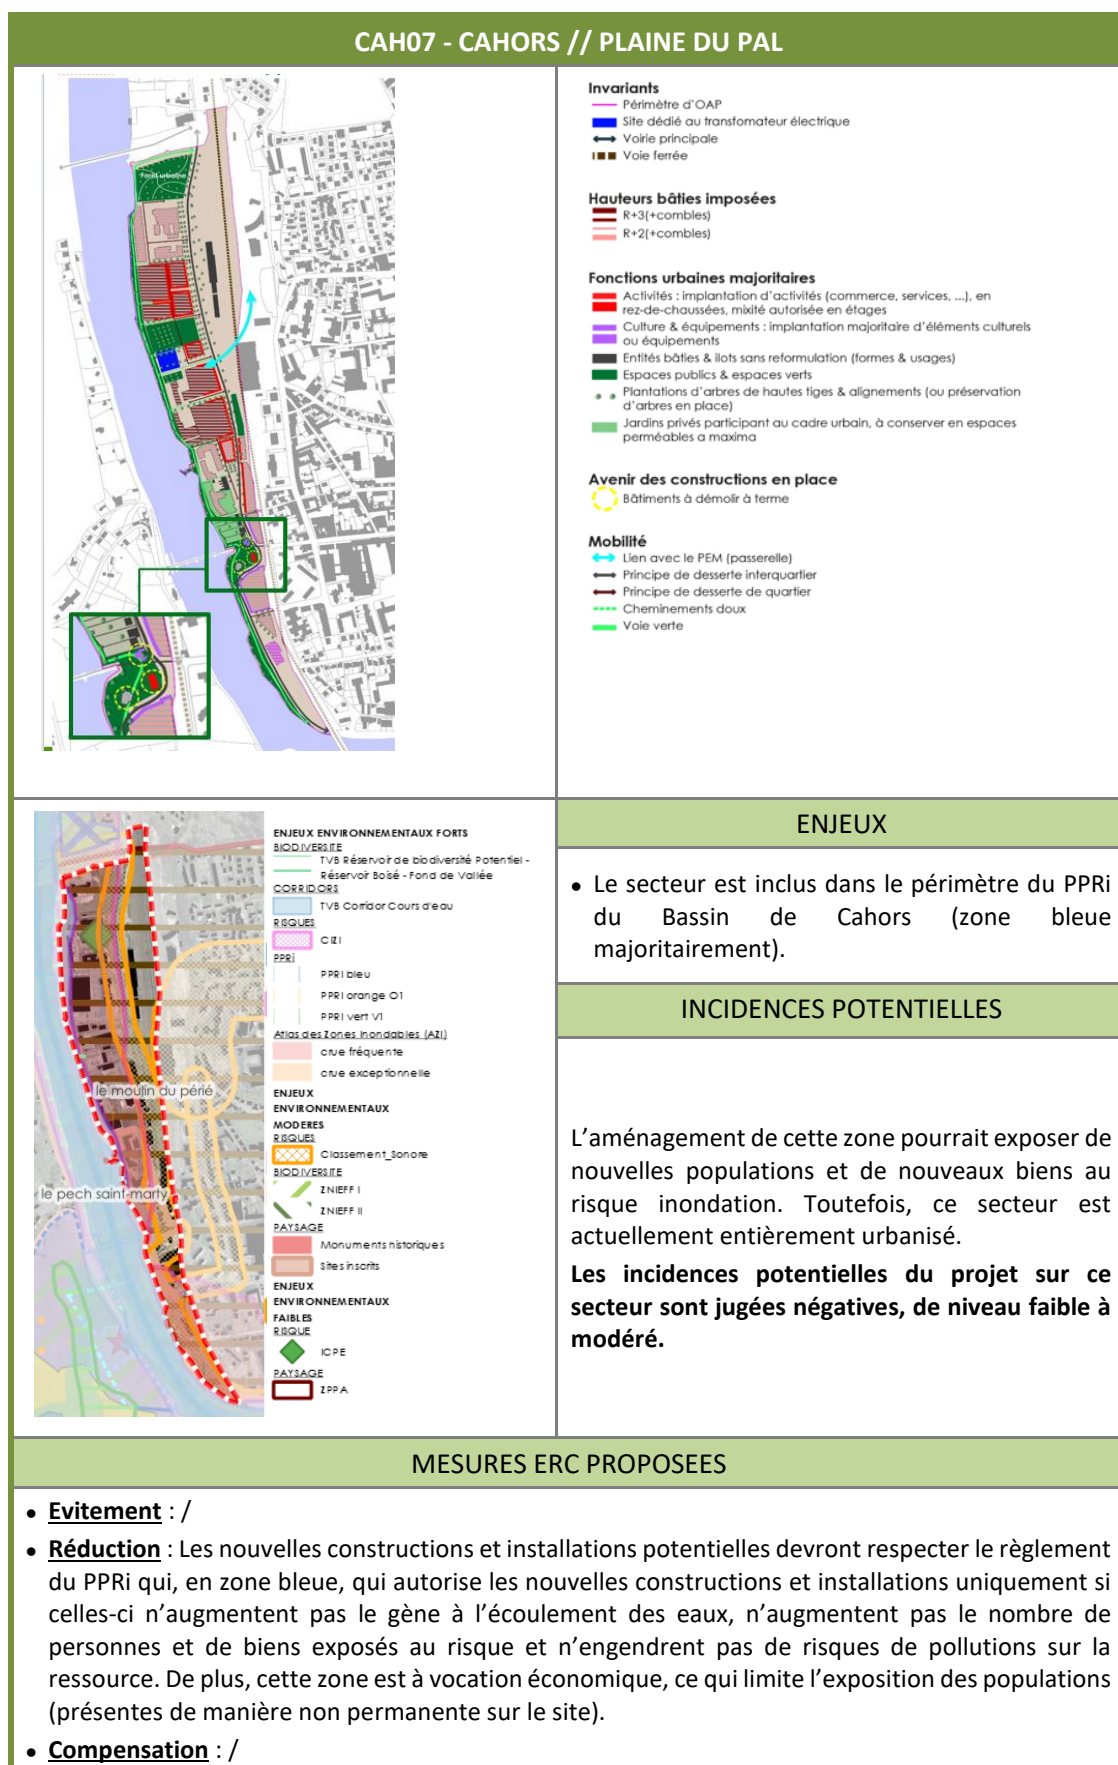 CAH07 - CAHORS // PLAINE DU PAL
Forêt urbaine
Invariants
Périmètre d'OAP
Site dédié au transfomateur électrique
Voirie principale
Voie ferrée
Hauteurs bâties imposées
R+3(+combles)
R+2(+combles)
Fonctions urbaines majoritaires
Activités : implantation d'activités (commerce, services, ...), en
rez-de-chaussées, mixité autorisée en étages
Culture & équipements : implantation majoritaire d'éléments culturels
ou équipements
Entités bâties & ilots sans reformulation (formes & usages)
Espaces publics & espaces verts
Plantations d'arbres de hautes tiges & alignements (ou préservation
d'arbres en place)
Jardins privés participant au cadre urbain, à conserver en espaces
perméables a maxima
Avenir des constructions en place
Bâtiments à démolir à terme
Mobilité
Lien avec le PEM (passerelle)
Principe de desserte interquartier
Principe de desserte de quartier
Cheminements doux
Voie verte
le moulin du périé
le pech saint-marty
ENJEUX ENVIRONNEMENTAUX FORTS
BIODIVERSITE
TVB Réservoir de biodiversité Potentiel -
Réservoir Boisé - Fond de Vallée
CORRIDORS
TVB Corridor Cours d'eau
RISQUES
CIZI
PPRi
PPRI bleu
PPRI orange O1
PPRI vert V1
Atlas des Zones Inondables (AZI)
crue fréquente
crue exceptionnelle
ENJEUX
ENVIRONNEMENTAUX
MODERES
RISQUES
Classement_Sonore
BIODIVERSITE
ZNIEFF I
ZNIEFF II
PAYSAGE
Monuments historiques
Sites inscrits
ENJEUX
ENVIRONNEMENTAUX
FAIBLES
RISQUE
ICPE
PAYSAGE
ZPPA
ENJEUX
• Le secteur est inclus dans le périmètre du PPRi
du Bassin de Cahors (zone bleue
majoritairement).
INCIDENCES POTENTIELLES
L'aménagement de cette zone pourrait exposer de
nouvelles populations et de nouveaux biens au
risque inondation. Toutefois, ce secteur est
actuellement entièrement urbanisé.
Les incidences potentielles du projet sur ce
secteur sont jugées négatives, de niveau faible à
modéré.
MESURES ERC PROPOSEES
• Evitement : /
• Réduction : Les nouvelles constructions et installations potentielles devront respecter le règlement
du PPRi qui, en zone bleue, qui autorise les nouvelles constructions et installations uniquement si
celles-ci n'augmentent pas le gène à l'écoulement des eaux, n'augmentent pas le nombre de
personnes et de biens exposés au risque et n'engendrent pas de risques de pollutions sur la
ressource. De plus, cette zone est à vocation économique, ce qui limite l'exposition des populations
(présentes de manière non permanente sur le site).
• Compensation : /